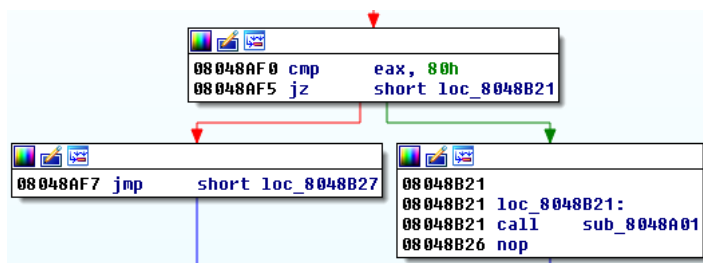 08048AF0 cmp eax, 80h
08048AF5 jz short loc_8048B21
08048AF7 jmp short loc_8048B27
08048B21
08048B21 loc_8048B21:
08048B21 call sub_8048A01
08048B26 nop